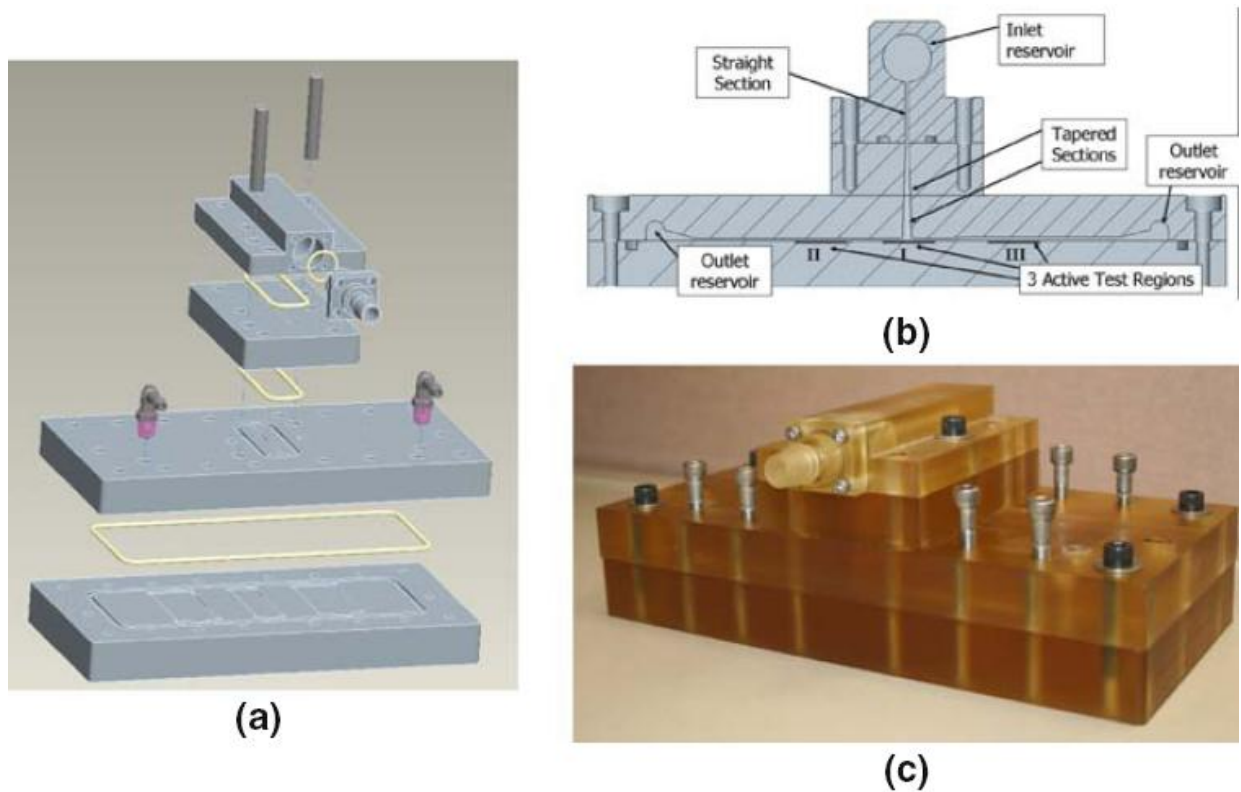 Inlet
reservoir
Straight
Section
Tapered
Sections
Outlet
reservoir
II
I
III
Outlet
reservoir
3 Active Test Regions
(b)
(a)
(c)